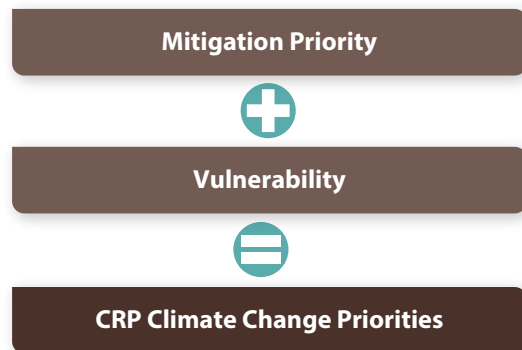 Mitigation Priority
Vulnerability
CRP Climate Change Priorities